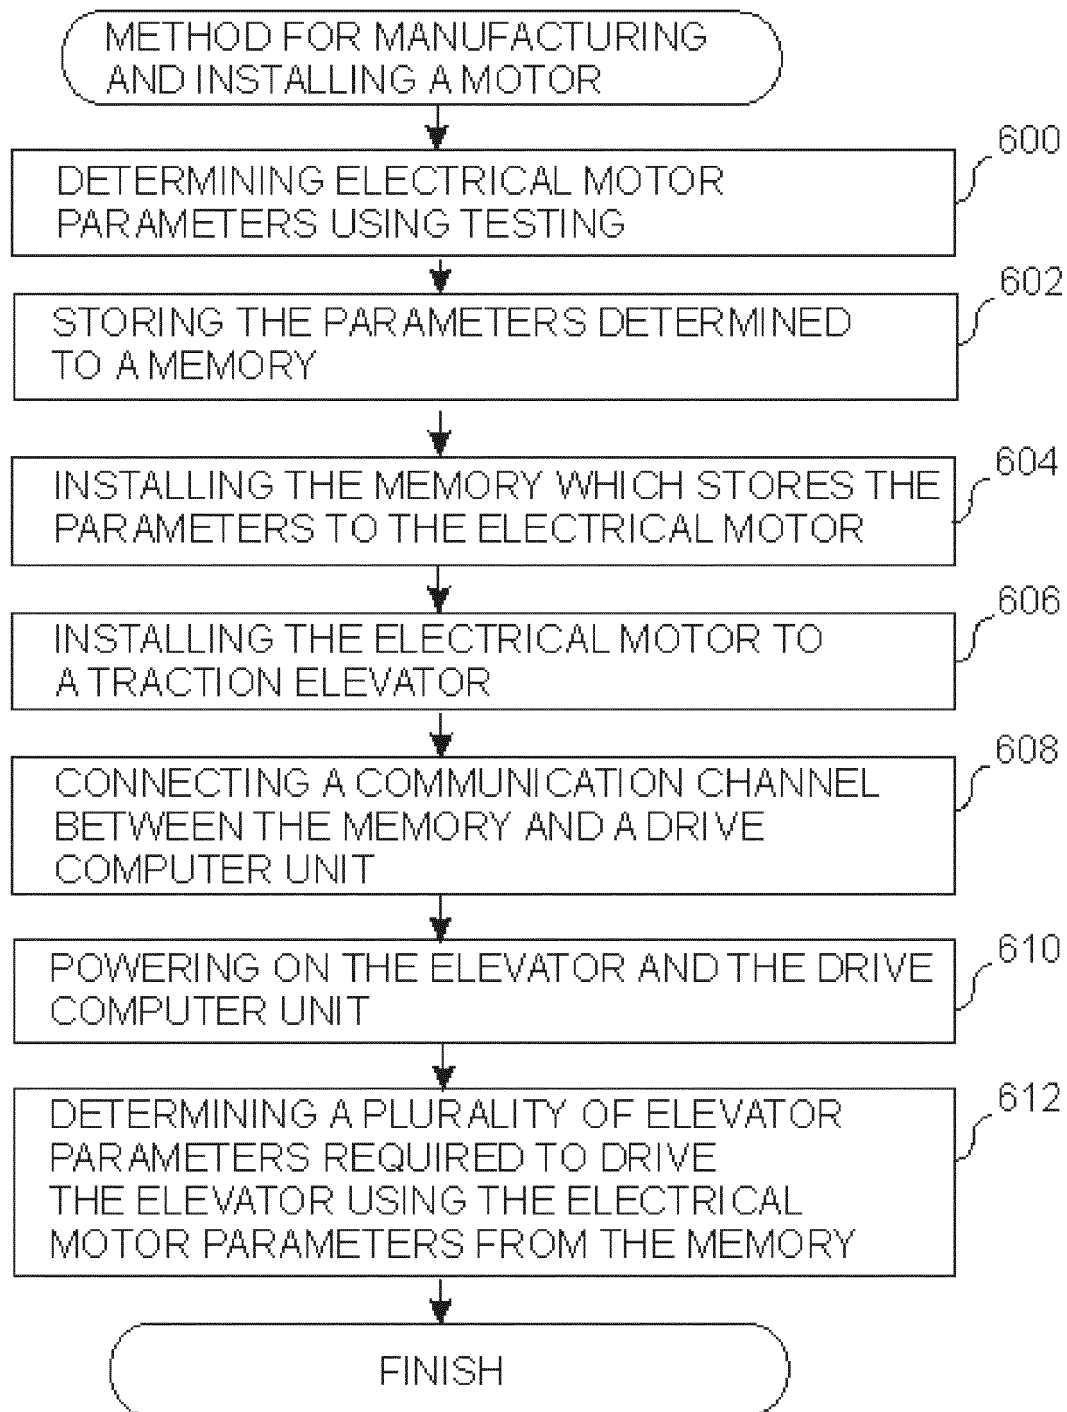 METHOD FOR MANUFACTURING
AND INSTALLING A MOTOR
600
DETERMINING ELECTRICAL MOTOR
PARAMETERS USING TESTING
602
STORING THE PARAMETERS DETERMINED
TO A MEMORY
604
INSTALLING THE MEMORY WHICH STORES THE
PARAMETERS TO THE ELECTRICAL MOTOR
606
INSTALLING THE ELECTRICAL MOTOR TO
A TRACTION ELEVATOR
608
CONNECTING A COMMUNICATION CHANNEL
BETWEEN THE MEMORY AND A DRIVE
COMPUTER UNIT
610
POWERING ON THE ELEVATOR AND THE DRIVE
COMPUTER UNIT
612
DETERMINING A PLURALITY OF ELEVATOR
PARAMETERS REQUIRED TO DRIVE
THE ELEVATOR USING THE ELECTRICAL
MOTOR PARAMETERS FROM THE MEMORY
FINISH